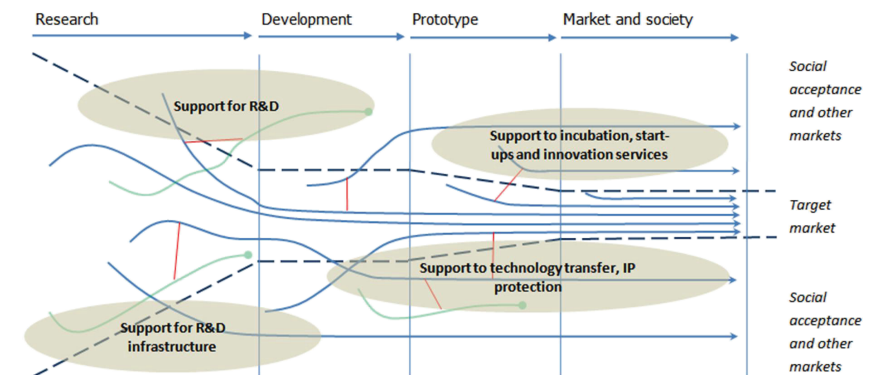 Research
Development
Prototype
Market and society
Support for R&D
Support to incubation, start-
ups and innovation services
Social
acceptance
and other
markets
Target
market
Support to technology transfer, IP
protection
Support for R&D
infrastructure
Social
acceptance
and other
markets